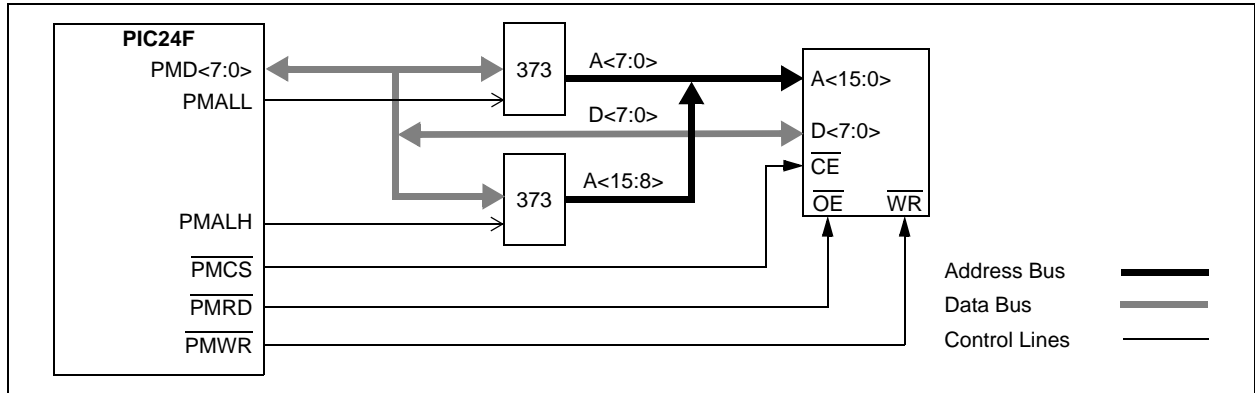 PIC24F
PMD<7:0>
PMALL
PMALH
PMCS
PMRD
PMWR
373
373
A<7:0>
D<7:0>
A<15:8>
A<15:0>
D<7:0>
CE
OE WR
Address Bus
Data Bus
Control Lines